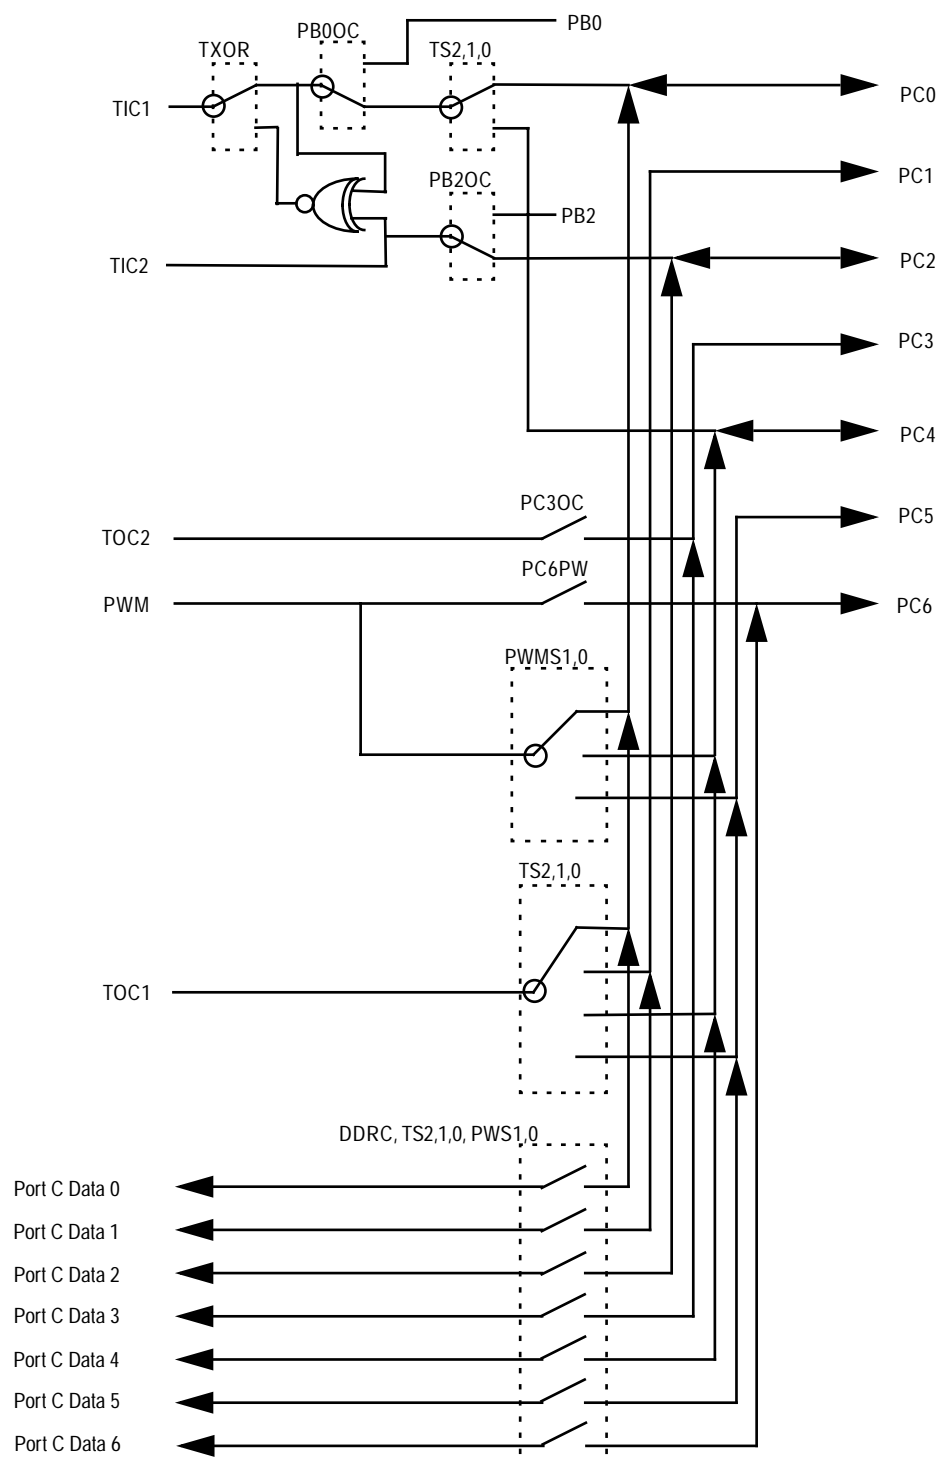 PB0
PB0OC
TXOR
TS2,1,0
TIC1
PC0
PC1
PB2OC
PB2
TIC2
PC2
PC3
PC4
PC3OC
PC5
TOC2
PC6PW
PWM
PC6
PWMS1,0
TS2,1,0
TOC1
DDRC, TS2,1,0, PWS1,0
Port C Data 0
Port C Data 1
Port C Data 2
Port C Data 3
Port C Data 4
Port C Data 5
Port C Data 6